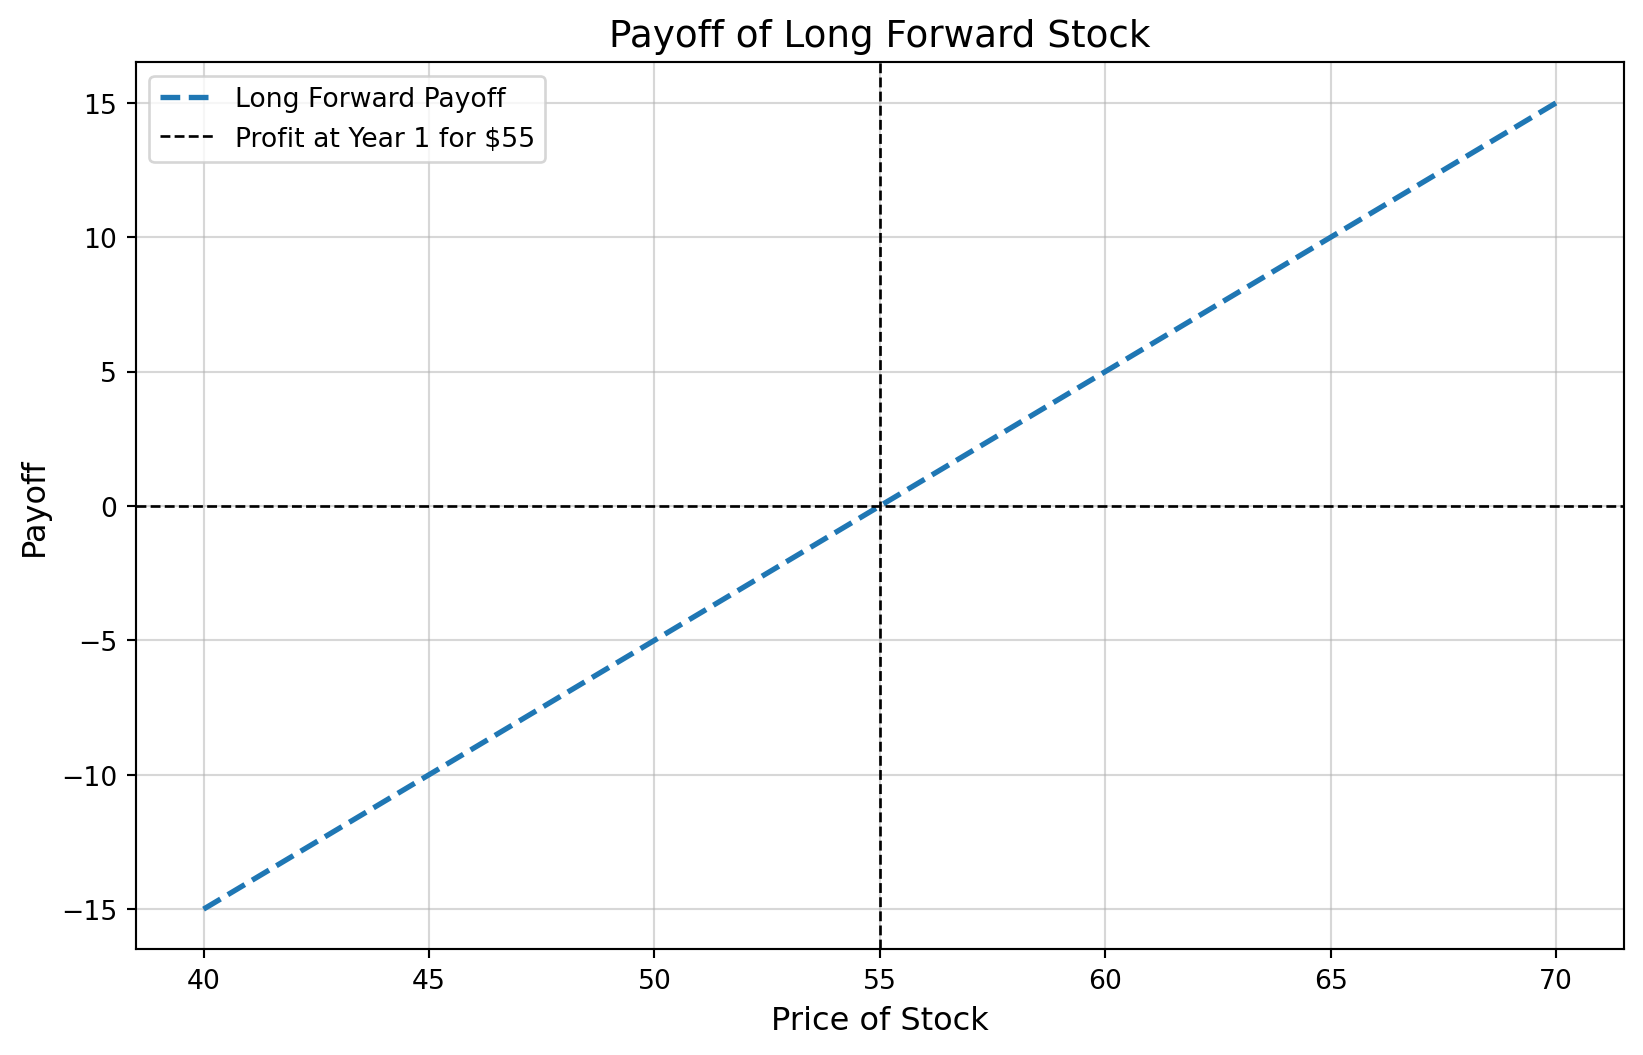 Payoff of Long Forward Stock
Long Forward Payoff
Profit at Year 1 for $55
Payoff
15
10
5
0
−5
−10
−15
40 45 50 55 60 65 70
Price of Stock